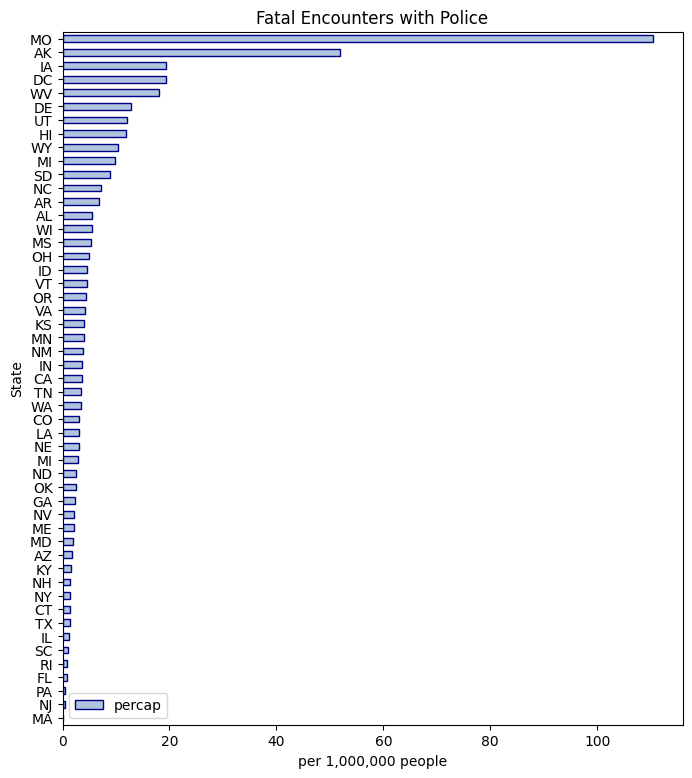 Fatal Encounters with Police
MO
AK
IA
DC
WV
DE
UT
HI
WY
MI
SD
NC
AR
AL
WI
MS
OH
ID
VT
OR
VA
KS
MN
NM
IN
CA
TN
WA
CO
LA
NE
MI
ND
OK
GA
NV
ME
MD
AZ
KY
NH
NY
CT
TX
IL
SC
RI
FL
PA
NJ
MA
State
percap
0 20 40 60 80 100
per 1,000,000 people